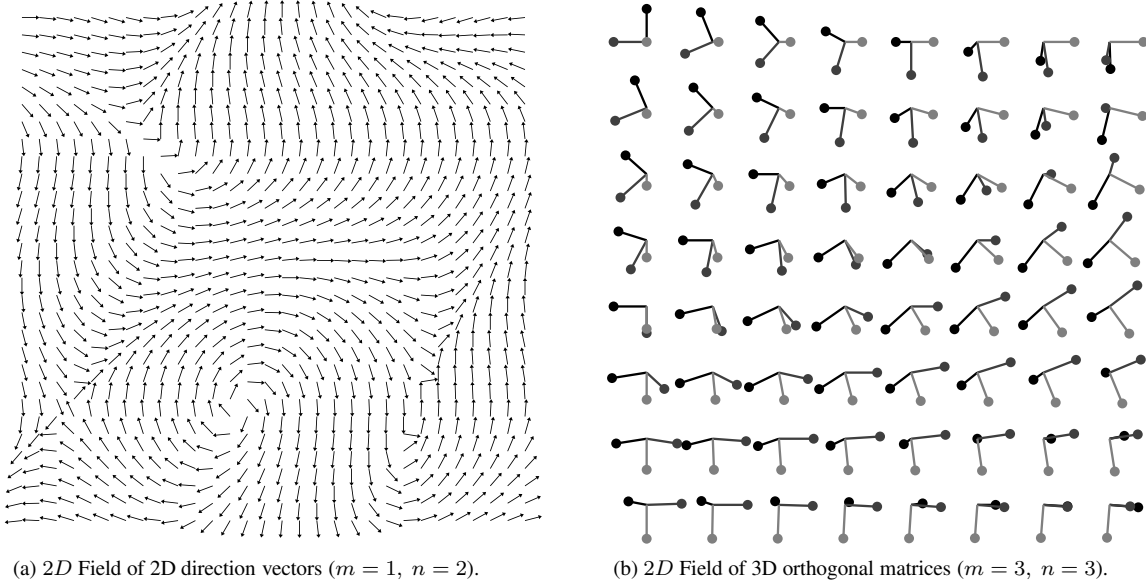 (a) 2D Field of 2D direction vectors (m = 1, n = 2).
(b) 2D Field of 3D orthogonal matrices (m = 3, n = 3).